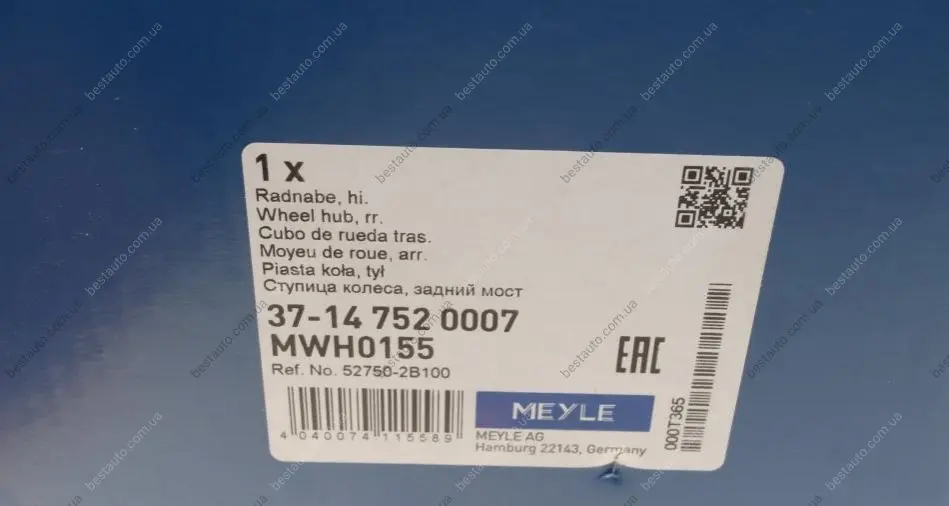 1 x
Radnabe, hi.
Wheel hub, rr.
Cubo de rueda tras.
Moyeu de roue, arr.
Piasta koła, tył
Ступица колеса, задний мост
37-14 752 0007
MWH0155
Ref. No. 52750-2B100
EAC
MEYLE
4 040074 115589
MEYLE AG
Hamburg 22143, Germany
000T365
bestauto.com.ua